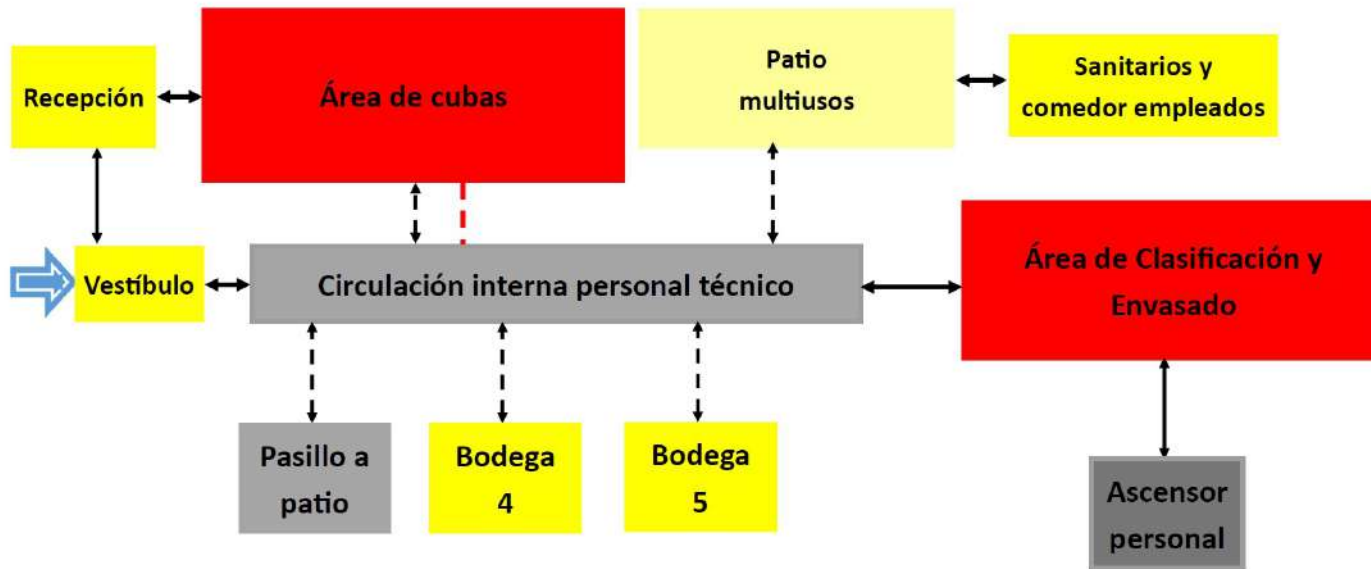 Recepción
Área de cubas
Patio
multiusos
Sanitarios y
comedor empleados
Vestíbulo
Circulación interna personal técnico
Área de Clasificación y
Envasado
Pasillo a
patio
Bodega
4
Bodega
5
Ascensor
personal